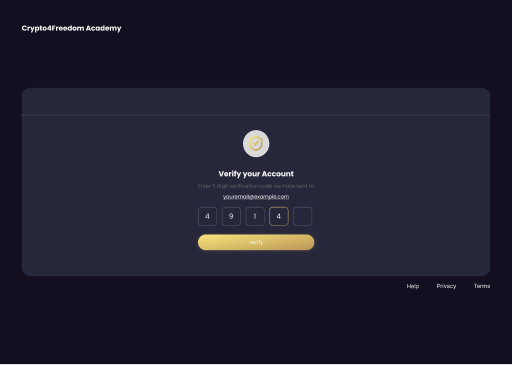 Crypto4Freedom Academy
Verify your Account
Enter 5 digit verification code we have sent to
youremail@example.com
4 9 1 4
Verify
Help Privacy Terms